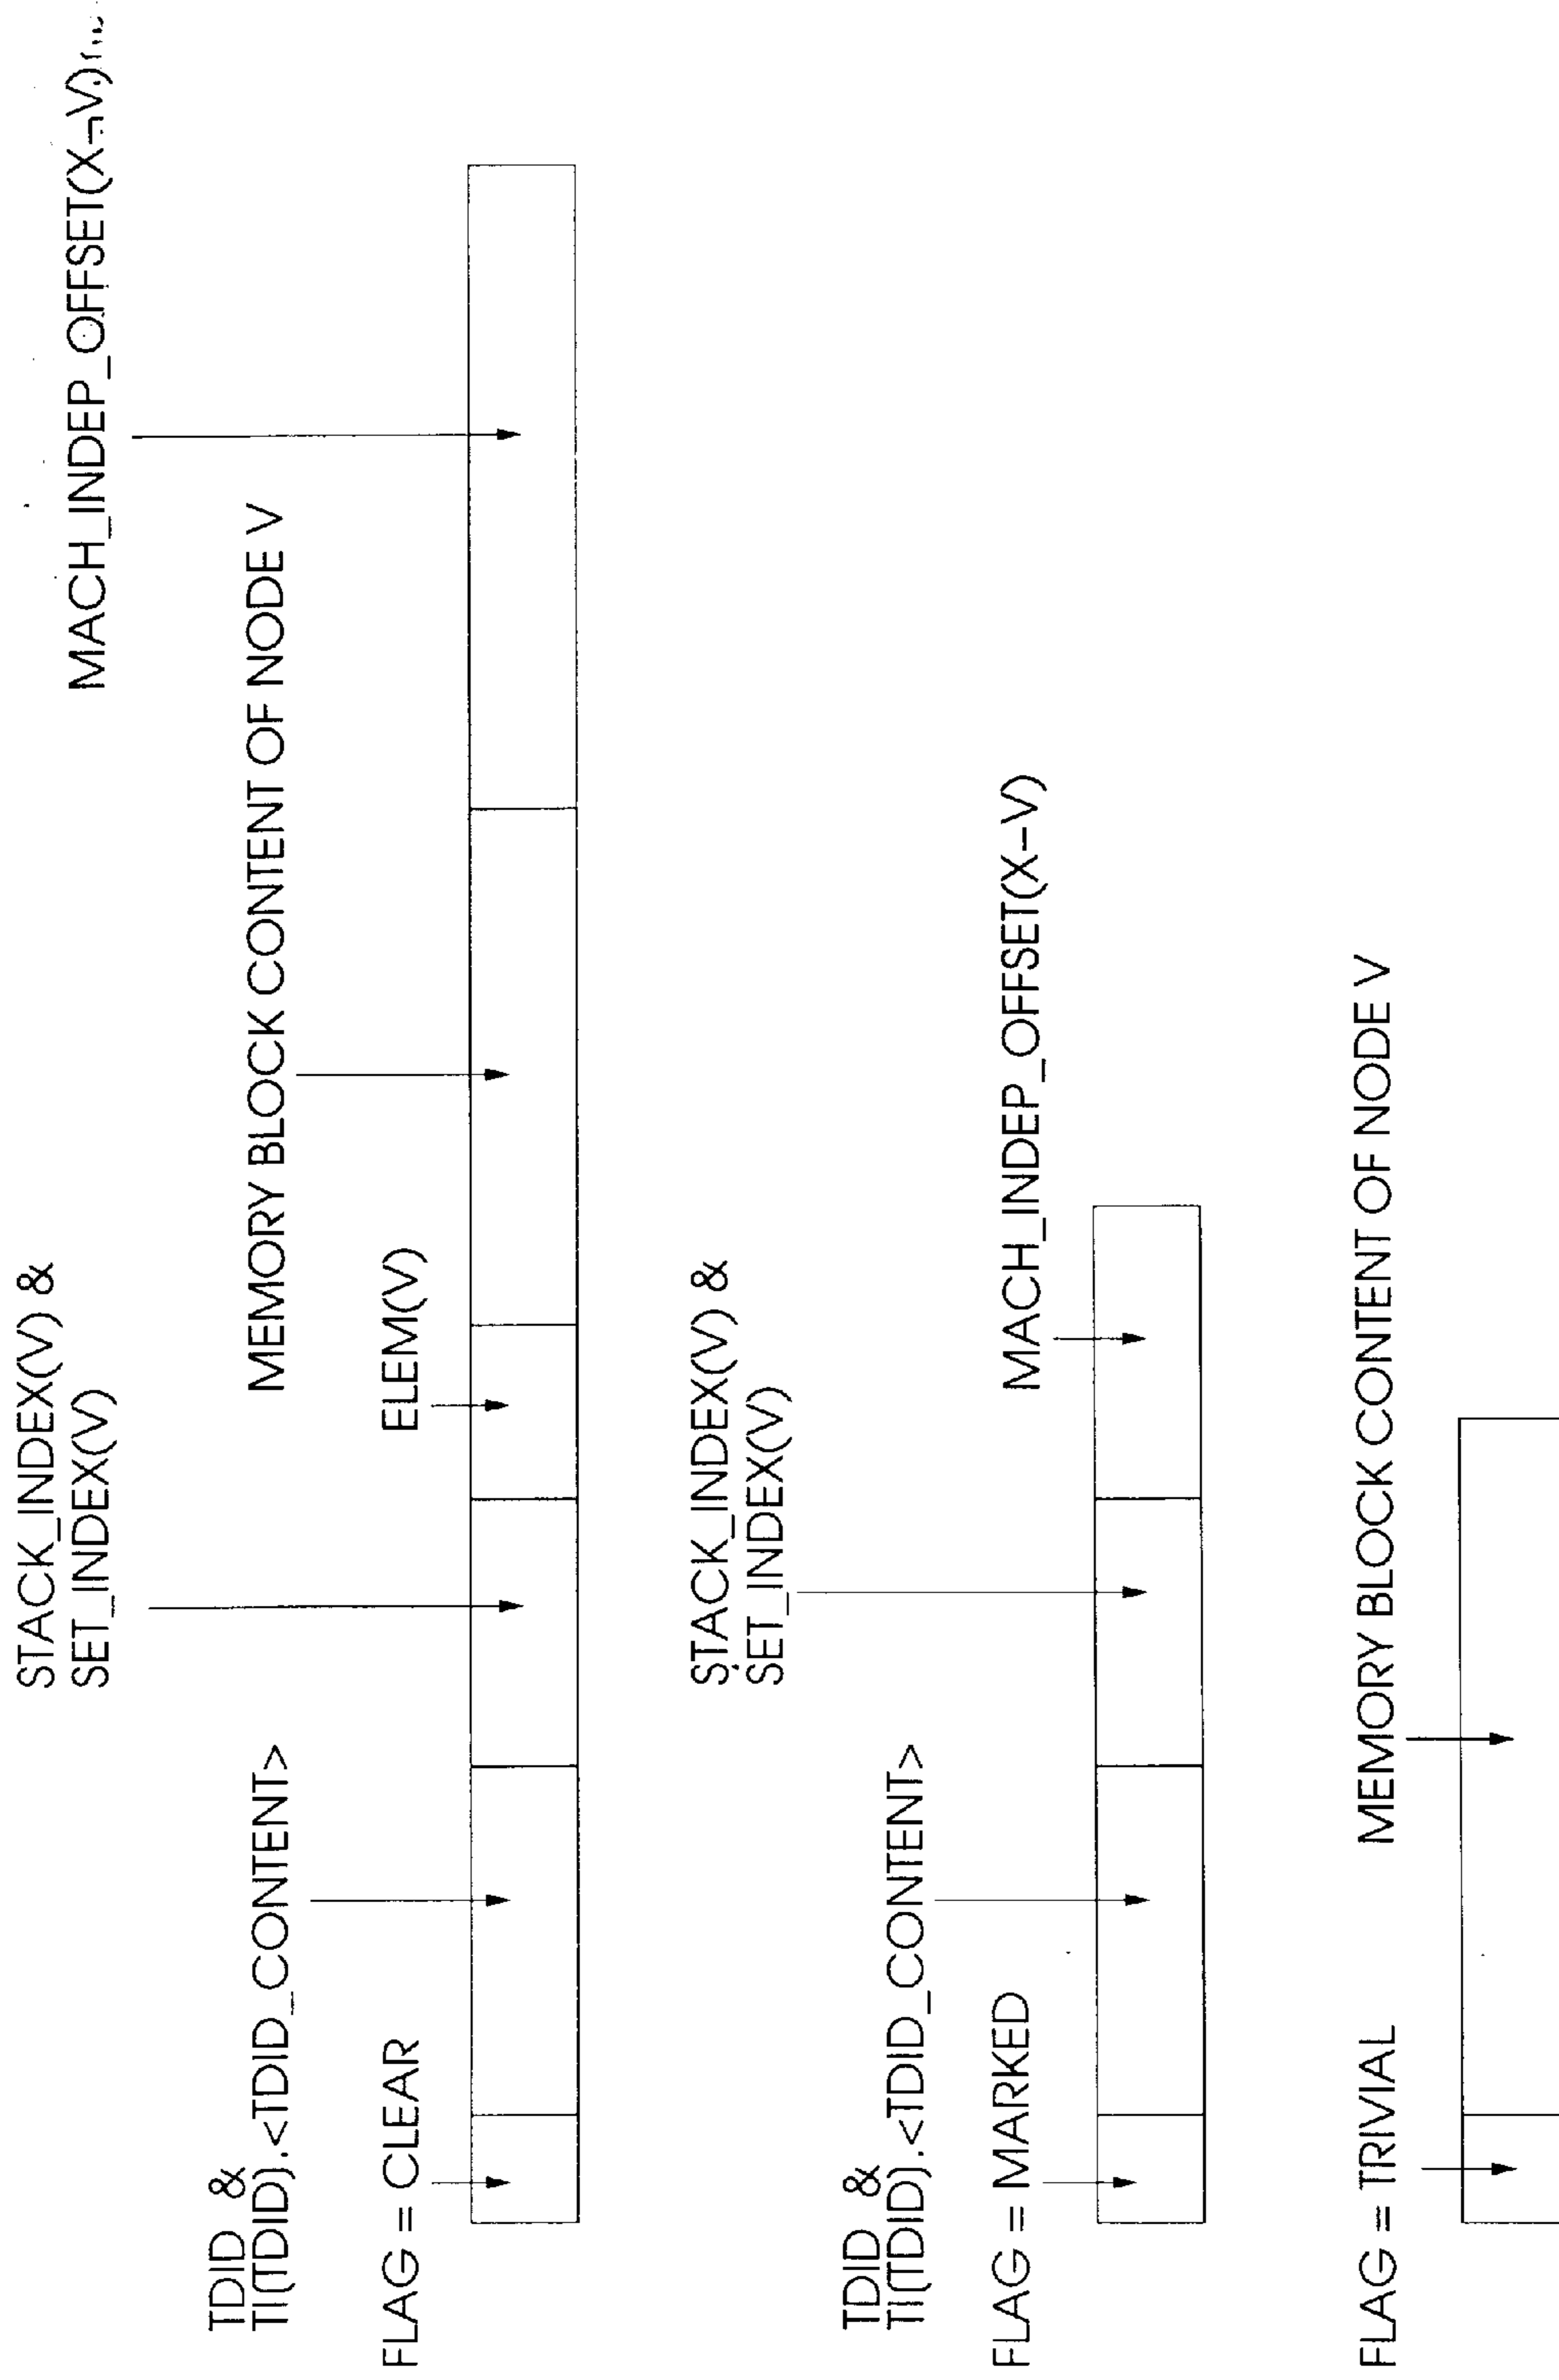 STACK_INDEX(V) &
SET_INDEX(V)
MACH_INDEP_OFFSET(X¬V)
TDID &
TI(TDID).<TDID_CONTENT>
MEMORY BLOCK CONTENT OF NODE V
FLAG = CLEAR
ELEM(V)
STACK_INDEX(V) &
SET_INDEX(V)
TDID &
TI(TDID).<TDID_CONTENT>
FLAG = MARKED
MACH_INDEP_OFFSET(X–V)
FLAG = TRIVIAL
MEMORY BLOCK CONTENT OF NODE V